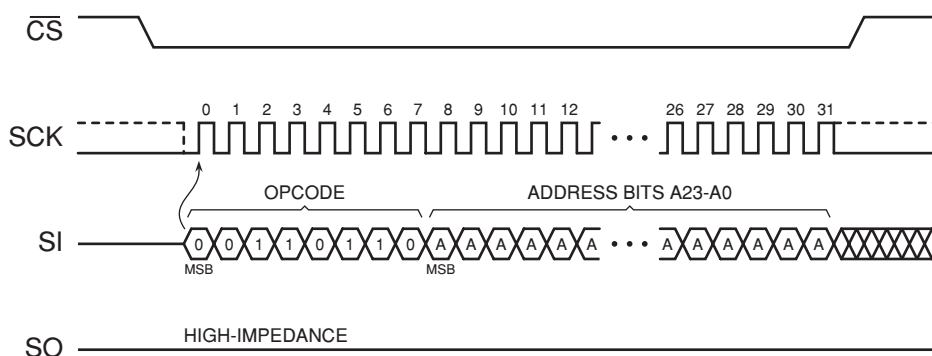 CS
0 1 2 3 4 5 6 7 8 9 10 11 12 26 27 28 29 30 31
SCK
OPCODE ADDRESS BITS A23-A0
SI 0 0 1 1 0 1 1 0 A A A A A A A A A A A A
MSB MSB
HIGH-IMPEDANCE
SO